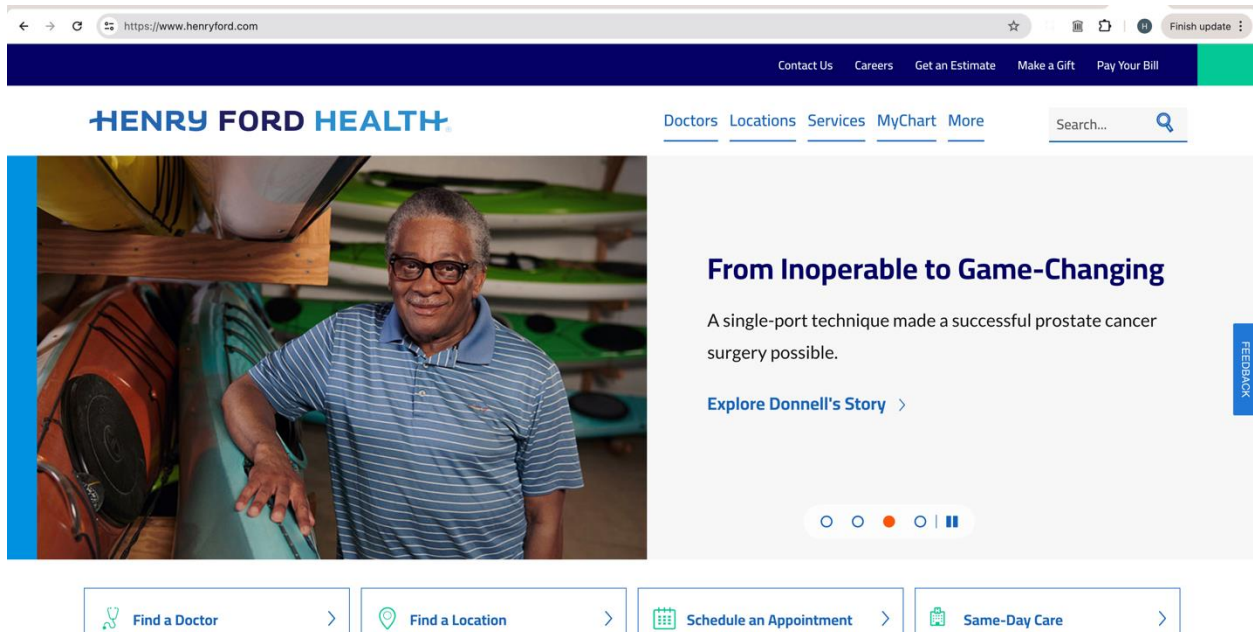 https://www.henryford.com
H
Finish update
Contact Us Careers Get an Estimate Make a Gift Pay Your Bill
HENRY FORD HEALTH
Doctors Locations Services MyChart More
Search...
From Inoperable to Game-Changing
A single-port technique made a successful prostate cancer
surgery possible.
Explore Donnell's Story
FEEDBACK
Find a Doctor
Find a Location
Schedule an Appointment
Same-Day Care